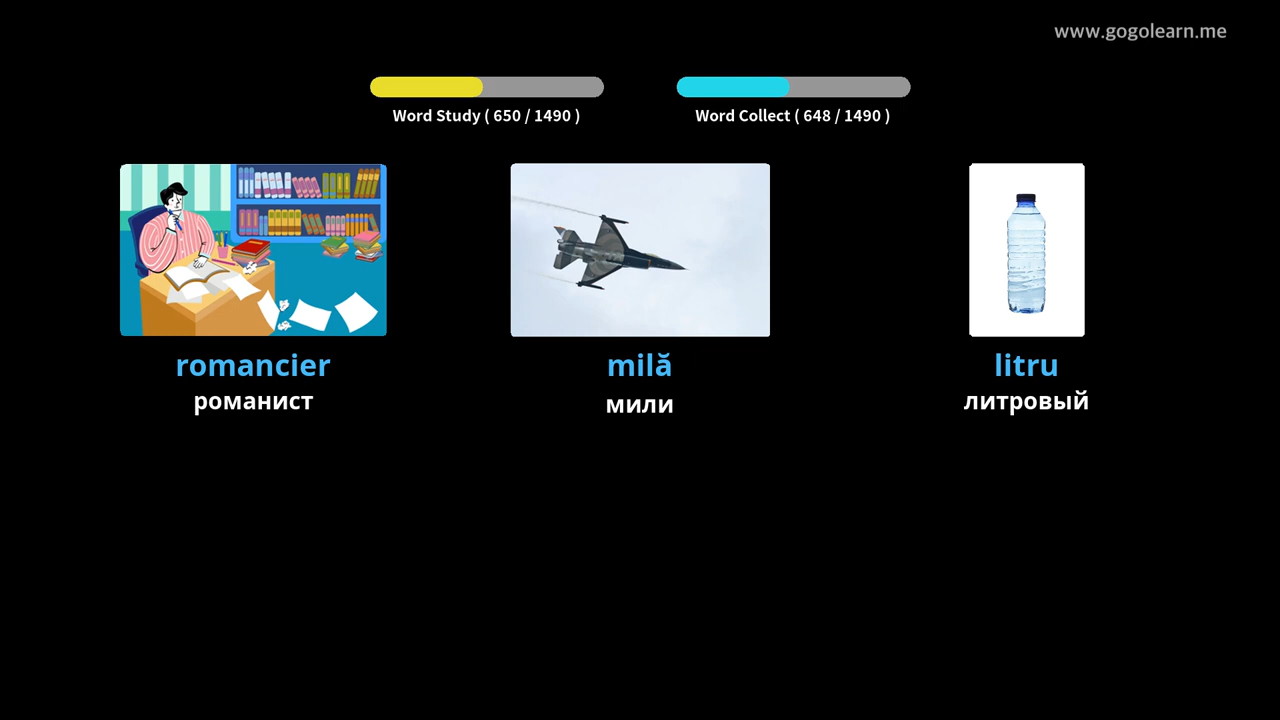 www.gogolearn.me
Word Study ( 650 / 1490 )
Word Collect ( 648 / 1490 )
romancier
романист
milă
мили
litru
литровый